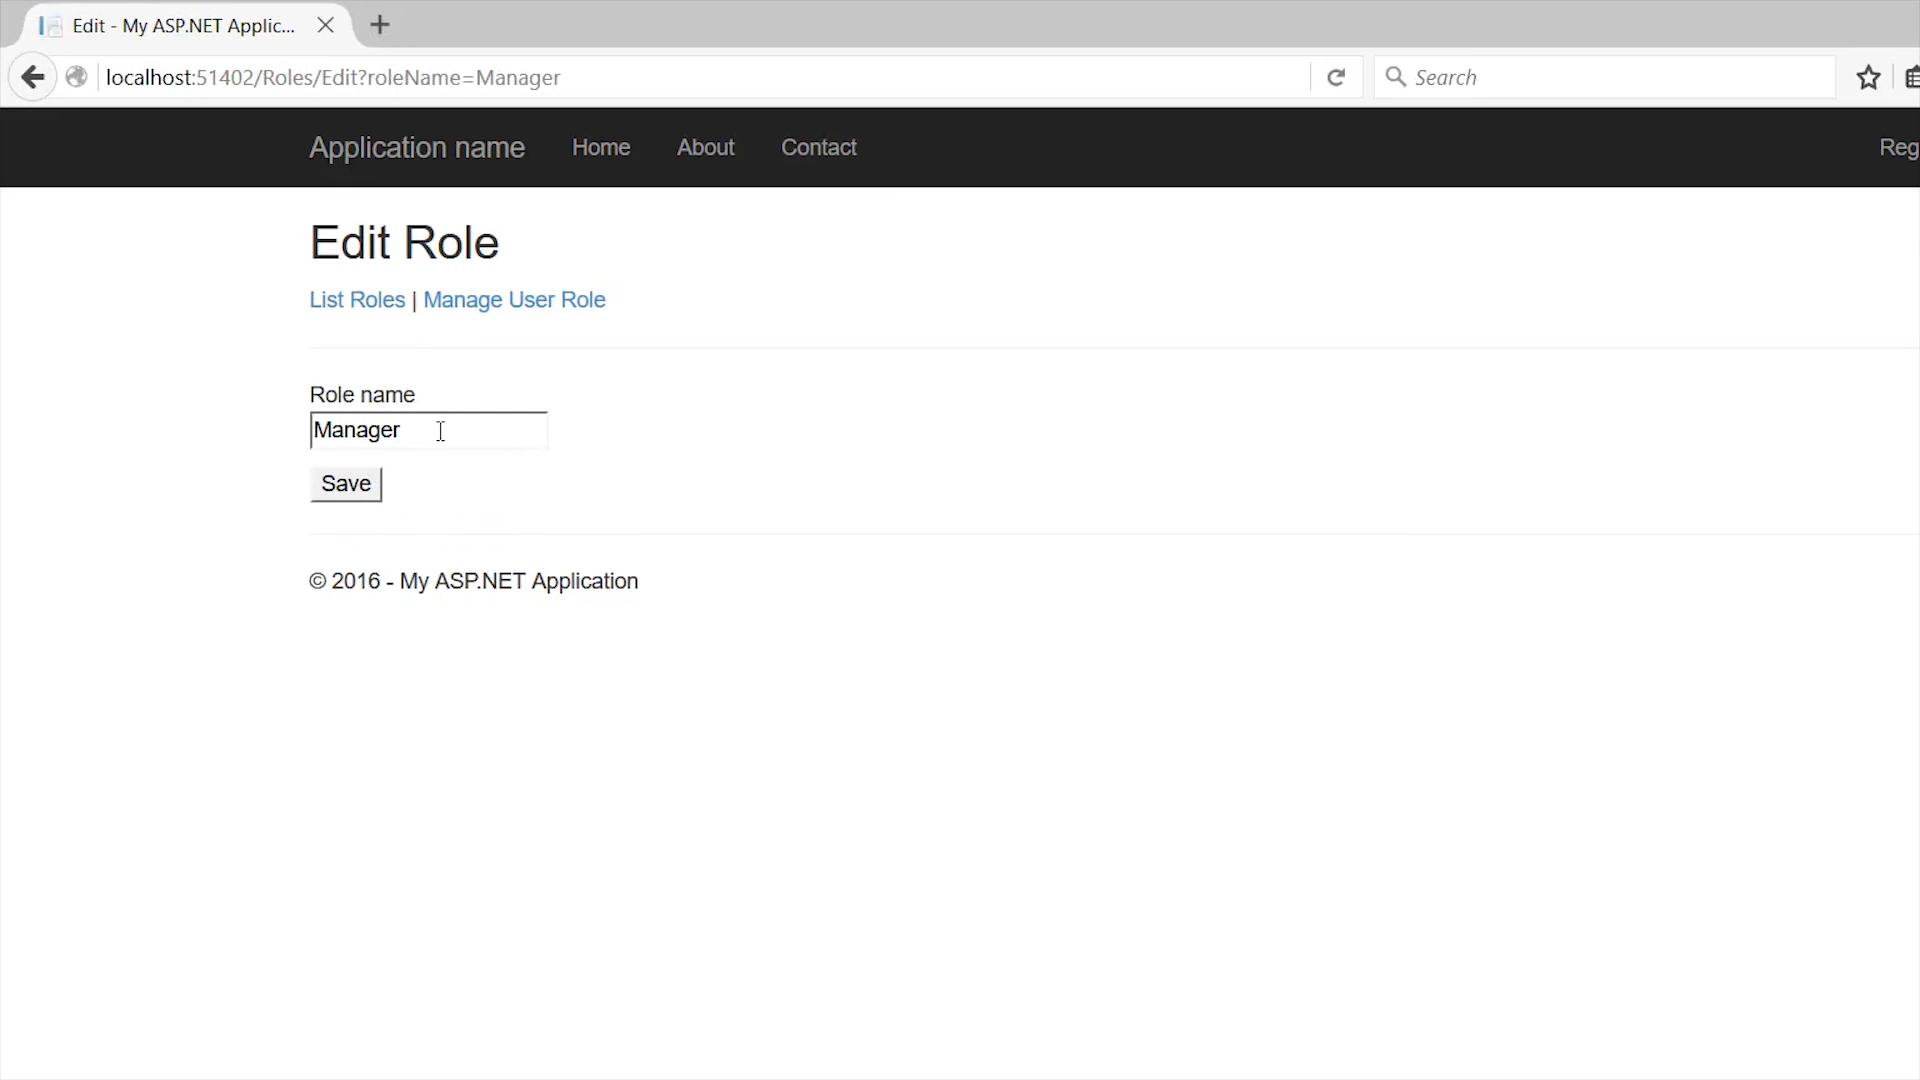 Edit - My ASP.NET Applic...
localhost:51402/Roles/Edit?roleName=Manager
Search
Application name Home About Contact Reg
Edit Role
List Roles | Manage User Role
Role name
Manager
Save
© 2016 - My ASP.NET Application